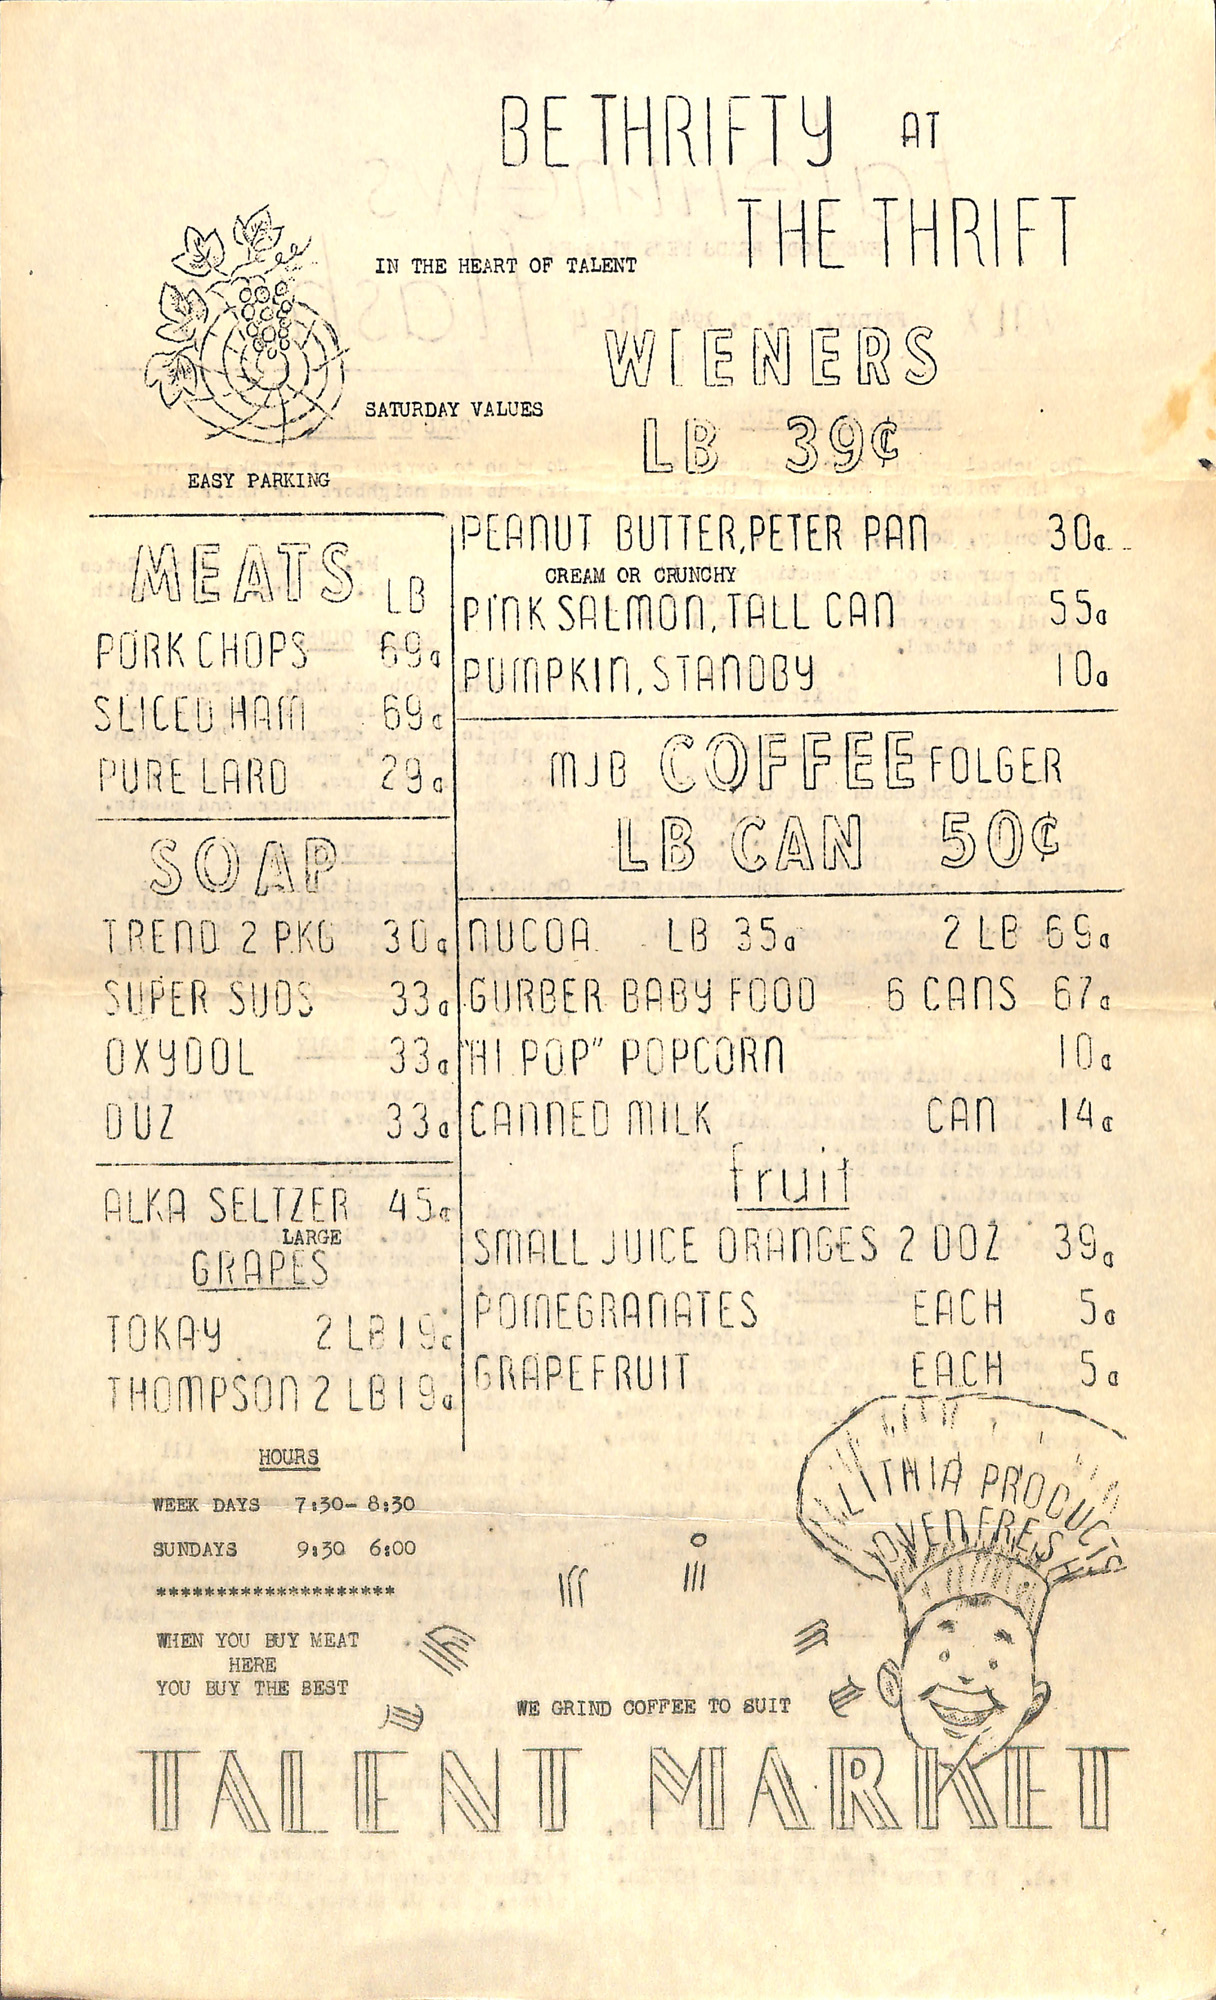 BE THRIFTY AT
THE THRIFT
IN THE HEART OF TALENT
WIENERS
LB 39¢
SATURDAY VALUES
EASY PARKING
MEATS LB
PORK CHOPS 69¢
SLICED HAM 69¢
PURE LARD 29¢
SOAP
TREND 2 PKG 30¢
SUPER SUDS 33¢
OXYDOL 33¢
DUZ 33¢
ALKA SELTZER 45¢
LARGE
GRAPES
TOKAY 2 LB 19¢
THOMPSON 2 LB 19¢
HOURS
WEEK DAYS 7:30- 8:30
SUNDAYS 9:30 6:00
********************
WHEN YOU BUY MEAT
HERE
YOU BUY THE BEST
PEANUT BUTTER, PETER PAN 30¢
CREAM OR CRUNCHY
PINK SALMON, TALL CAN 55¢
PUMPKIN, STANDBY 10¢
MJB COFFEE FOLGER
LB CAN 50¢
NUCOA LB 35¢ 2 LB 69¢
GURBER BABY FOOD 6 CANS 67¢
"HI POP" POPCORN 10¢
CANNED MILK CAN 14¢
fruit
SMALL JUICE ORANGES 2 DOZ 39¢
POMEGRANATES EACH 5¢
GRAPEFRUIT EACH 5¢
LITHIA PRODUCTS
OVENFRESH
WE GRIND COFFEE TO SUIT
TALENT MARKET